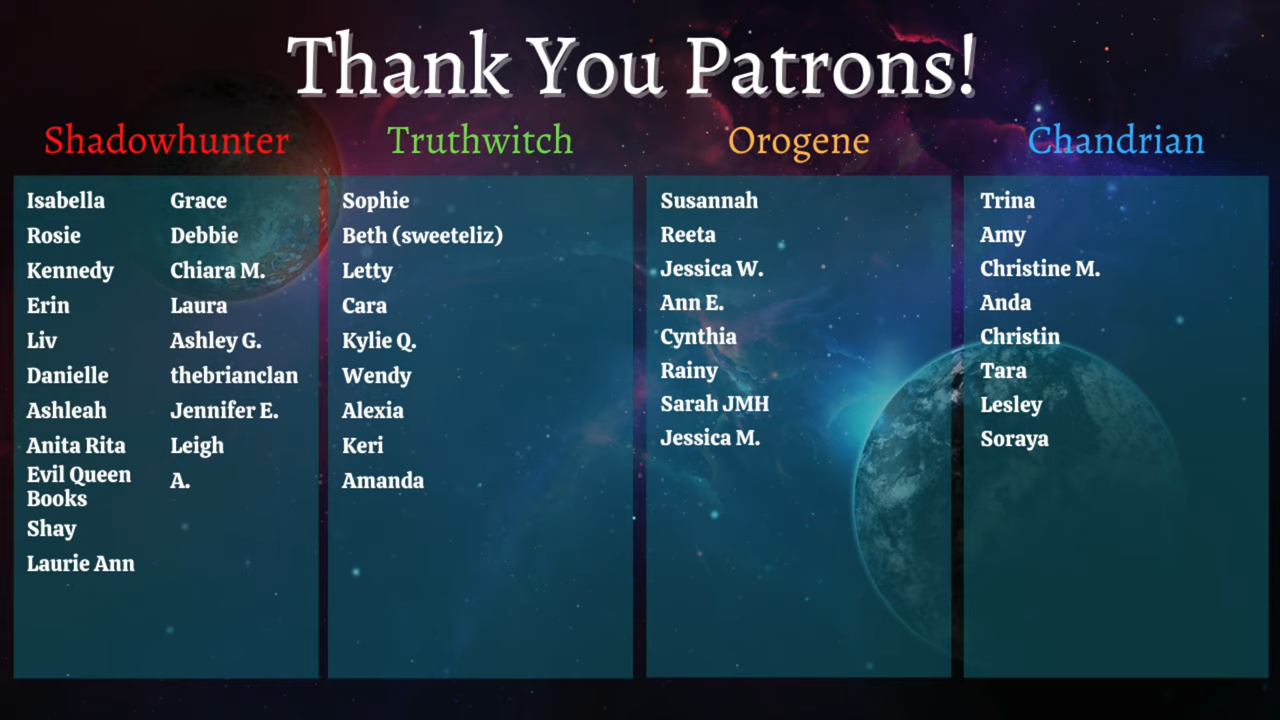 Thank You Patrons!
Shadowhunter
Isabella
Rosie
Kennedy
Erin
Liv
Danielle
Ashleah
Anita Rita
Evil Queen
Books
Shay
Laurie Ann
Grace
Debbie
Chiara M.
Laura
Ashley G.
thebrianclan
Jennifer E.
Leigh
A.
Truthwitch
Sophie
Beth (sweeteliz)
Letty
Cara
Kylie Q.
Wendy
Alexia
Keri
Amanda
Orogene
Susannah
Reeta
Jessica W.
Ann E.
Cynthia
Rainy
Sarah JMH
Jessica M.
Chandrian
Trina
Amy
Christine M.
Anda
Christin
Tara
Lesley
Soraya